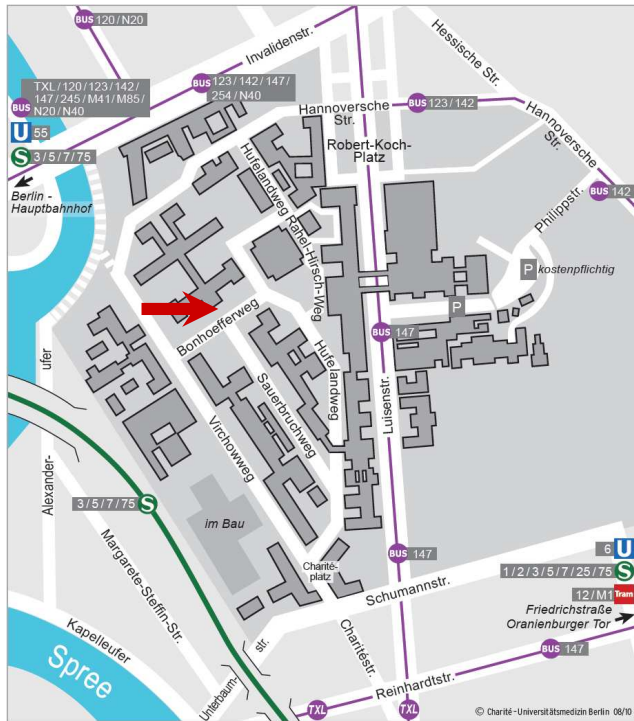 BUS 120 / N20
Invalidenstr.
Hessische Str.
TXL / 120 / 123 / 142 /
BUS 147 / 245 / M41 / M85 /
N20 / N40
BUS 123 / 142 / 147 /
254 / N40
U 55
S 3 / 5 / 7 / 75
Berlin -
Hauptbahnhof
Hannoversche
Str.
BUS 123 / 142
Hannoversche
Str.
Robert-Koch-
Platz
BUS 142
Philippstr.
Hufelandweg
Rahel-Hirsch-Weg
P kostenpflichtig
P
Bonhoefferweg
BUS 147
Hufelandweg
Luisenstr.
Sauerbruchweg
Virchowweg
ufer
Alexander-
3 / 5 / 7 / 75 S
im Bau
Margarete-Steffin-Str.
BUS 147
6 U
1 / 2 / 3 / 5 / 7 / 25 / 75 S
12 / M1 Tram
Friedrichstraße
Oranienburger Tor
Charité-
platz
Schumannstr.
Kapelleufer
Spree
str.
Unterbaum-
Charitéstr.
BUS 147
Reinhardtstr.
TXL
TXL
© Charité - Universitätsmedizin Berlin 08/10